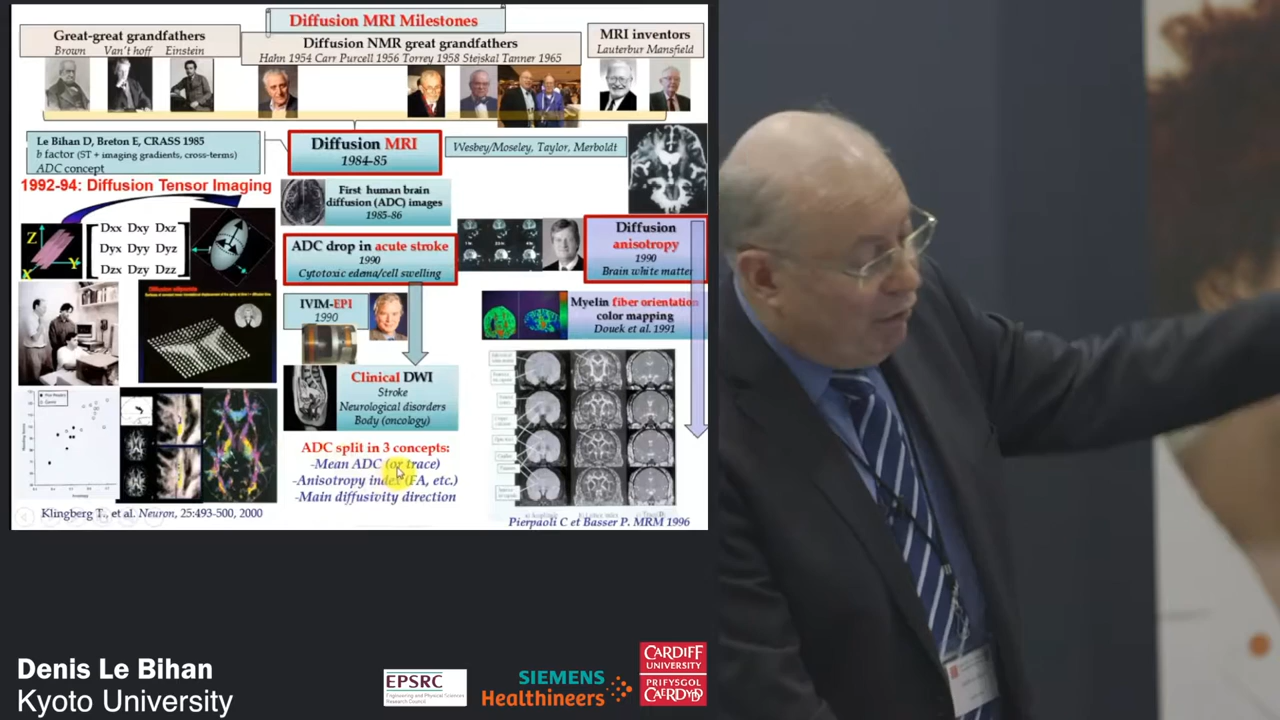 Diffusion MRI Milestones
Great-great grandfathers
Brown Van't hoff Einstein
Diffusion NMR great grandfathers
Hahn 1954 Carr Purcell 1956 Torrey 1958 Stejskal Tanner 1965
MRI inventors
Lauterbur Mansfield
Le Bihan D, Breton E, CRASS 1985
b factor (ST + imaging gradients, cross-terms)
ADC concept
Diffusion MRI
1984-85
Wesbey/Moseley, Taylor, Merboldt
1992-94: Diffusion Tensor Imaging
Z
X
Y
Dxx Dxy Dxz
Dyx Dyy Dyz
Dzx Dzy Dzz
First human brain
diffusion (ADC) images
1985-86
ADC drop in acute stroke
1990
Cytotoxic edema/cell swelling
Diffusion
anisotropy
1990
Brain white matter
IVIM-EPI
1990
Myelin fiber orientation
color mapping
Douek et al. 1991
Clinical DWI
Stroke
Neurological disorders
Body (oncology)
ADC split in 3 concepts:
-Mean ADC (or trace)
-Anisotropy index (FA, etc.)
-Main diffusivity direction
Klingberg T., et al. Neuron, 25:493-500, 2000
Pierpaoli C et Basser P. MRM 1996
Denis Le Bihan
Kyoto University
EPSRC
Engineering and Physical Sciences
Research Council
SIEMENS
Healthineers
CARDIFF
UNIVERSITY
PRIFYSGOL
CAERDYDD